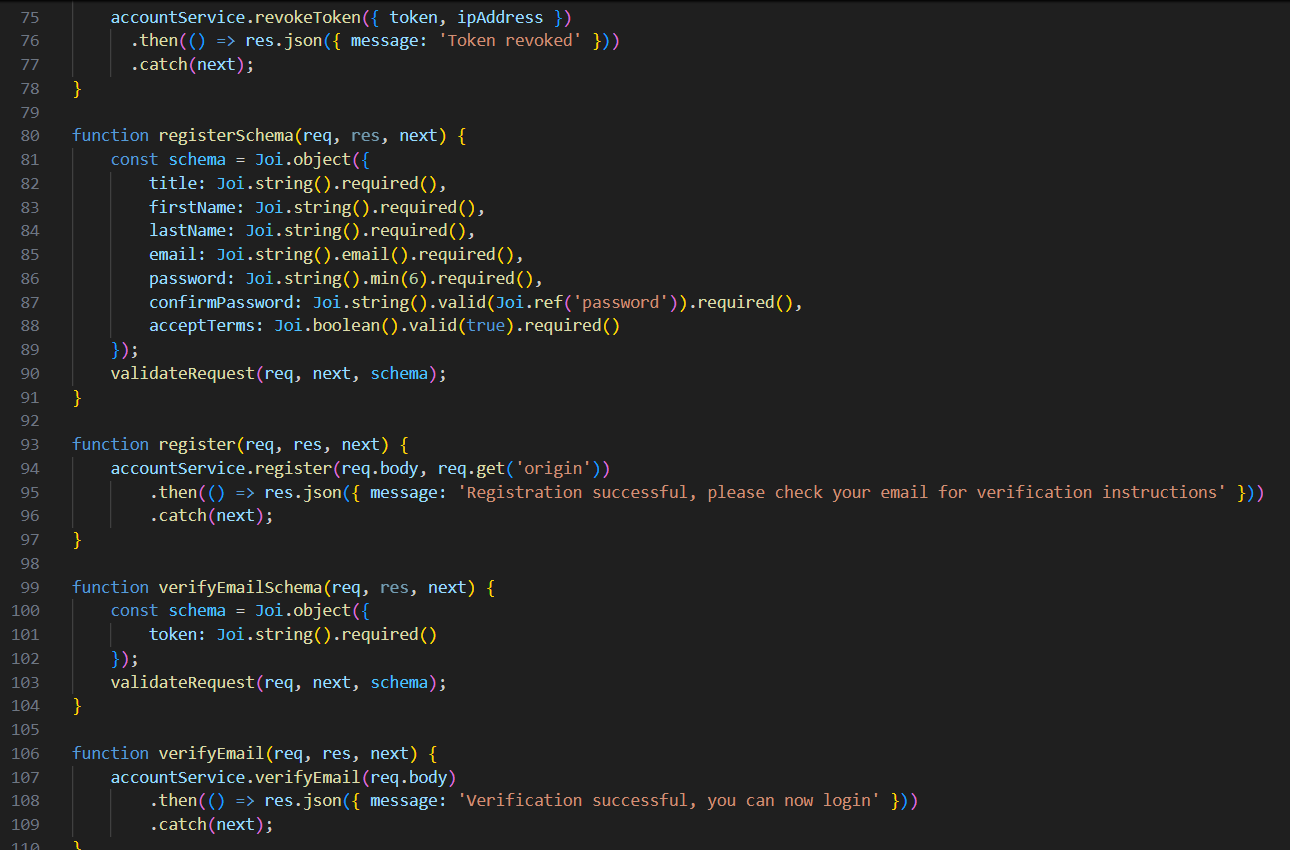 75 accountService.revokeToken({ token, ipAddress })
76 .then(() => res.json({ message: 'Token revoked' }))
77 .catch(next);
78 }
79
80 function registerSchema(req, res, next) {
81 const schema = Joi.object({
82 title: Joi.string().required(),
83 firstName: Joi.string().required(),
84 lastName: Joi.string().required(),
85 email: Joi.string().email().required(),
86 password: Joi.string().min(6).required(),
87 confirmPassword: Joi.string().valid(Joi.ref('password')).required(),
88 acceptTerms: Joi.boolean().valid(true).required()
89 });
90 validateRequest(req, next, schema);
91 }
92
93 function register(req, res, next) {
94 accountService.register(req.body, req.get('origin'))
95 .then(() => res.json({ message: 'Registration successful, please check your email for verification instructions' }))
96 .catch(next);
97 }
98
99 function verifyEmailSchema(req, res, next) {
100 const schema = Joi.object({
101 token: Joi.string().required()
102 });
103 validateRequest(req, next, schema);
104 }
105
106 function verifyEmail(req, res, next) {
107 accountService.verifyEmail(req.body)
108 .then(() => res.json({ message: 'Verification successful, you can now login' }))
109 .catch(next);
110 }